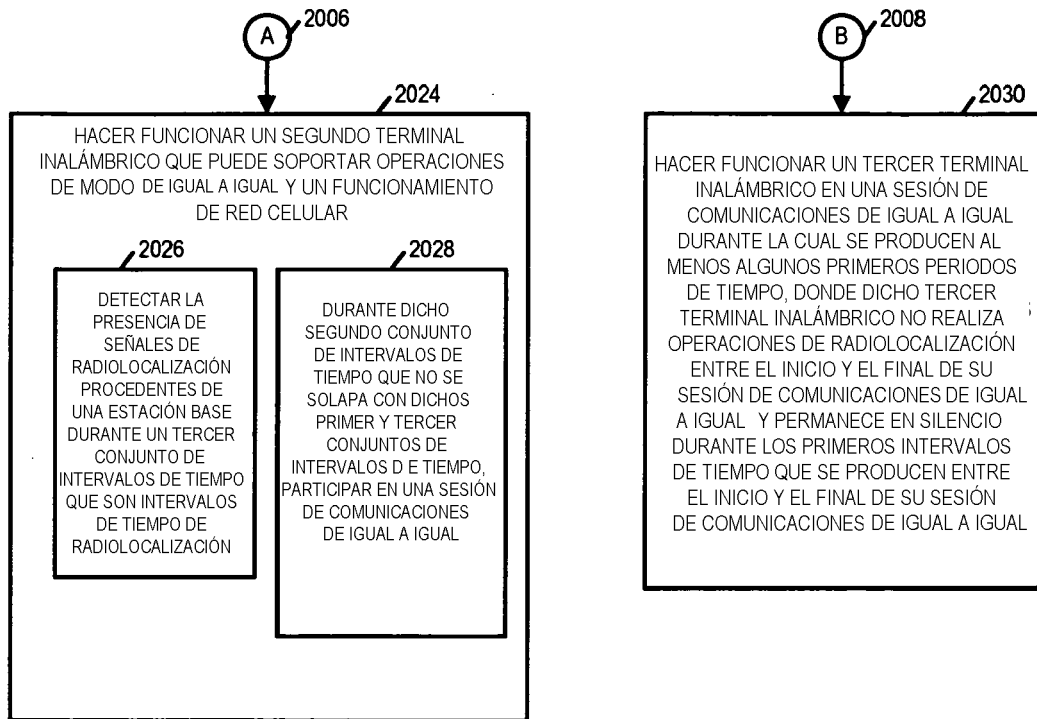 A
2006
2024
HACER FUNCIONAR UN SEGUNDO TERMINAL
INALÁMBRICO QUE PUEDE SOPORTAR OPERACIONES
DE MODO DE IGUAL A IGUAL Y UN FUNCIONAMIENTO
DE RED CELULAR
2026
DETECTAR LA
PRESENCIA DE
SEÑALES DE
RADIOLOCALIZACIÓN
PROCEDENTES DE
UNA ESTACIÓN BASE
DURANTE UN TERCER
CONJUNTO DE
INTERVALOS DE TIEMPO
QUE SON INTERVALOS
DE TIEMPO DE
RADIOLOCALIZACIÓN
2028
DURANTE DICHO
SEGUNDO CONJUNTO
DE INTERVALOS DE
TIEMPO QUE NO SE
SOLAPA CON DICHOS
PRIMER Y TERCER
CONJUNTOS DE
INTERVALOS D E TIEMPO,
PARTICIPAR EN UNA SESIÓN
DE COMUNICACIONES
DE IGUAL A IGUAL
B
2008
2030
HACER FUNCIONAR UN TERCER TERMINAL
INALÁMBRICO EN UNA SESIÓN DE
COMUNICACIONES DE IGUAL A IGUAL
DURANTE LA CUAL SE PRODUCEN AL
MENOS ALGUNOS PRIMEROS PERIODOS
DE TIEMPO, DONDE DICHO TERCER
TERMINAL INALÁMBRICO NO REALIZA
OPERACIONES DE RADIOLOCALIZACIÓN
ENTRE EL INICIO Y EL FINAL DE SU
SESIÓN DE COMUNICACIONES DE IGUAL
A IGUAL Y PERMANECE EN SILENCIO
DURANTE LOS PRIMEROS INTERVALOS
DE TIEMPO QUE SE PRODUCEN ENTRE
EL INICIO Y EL FINAL DE SU SESIÓN
DE COMUNICACIONES DE IGUAL A IGUAL